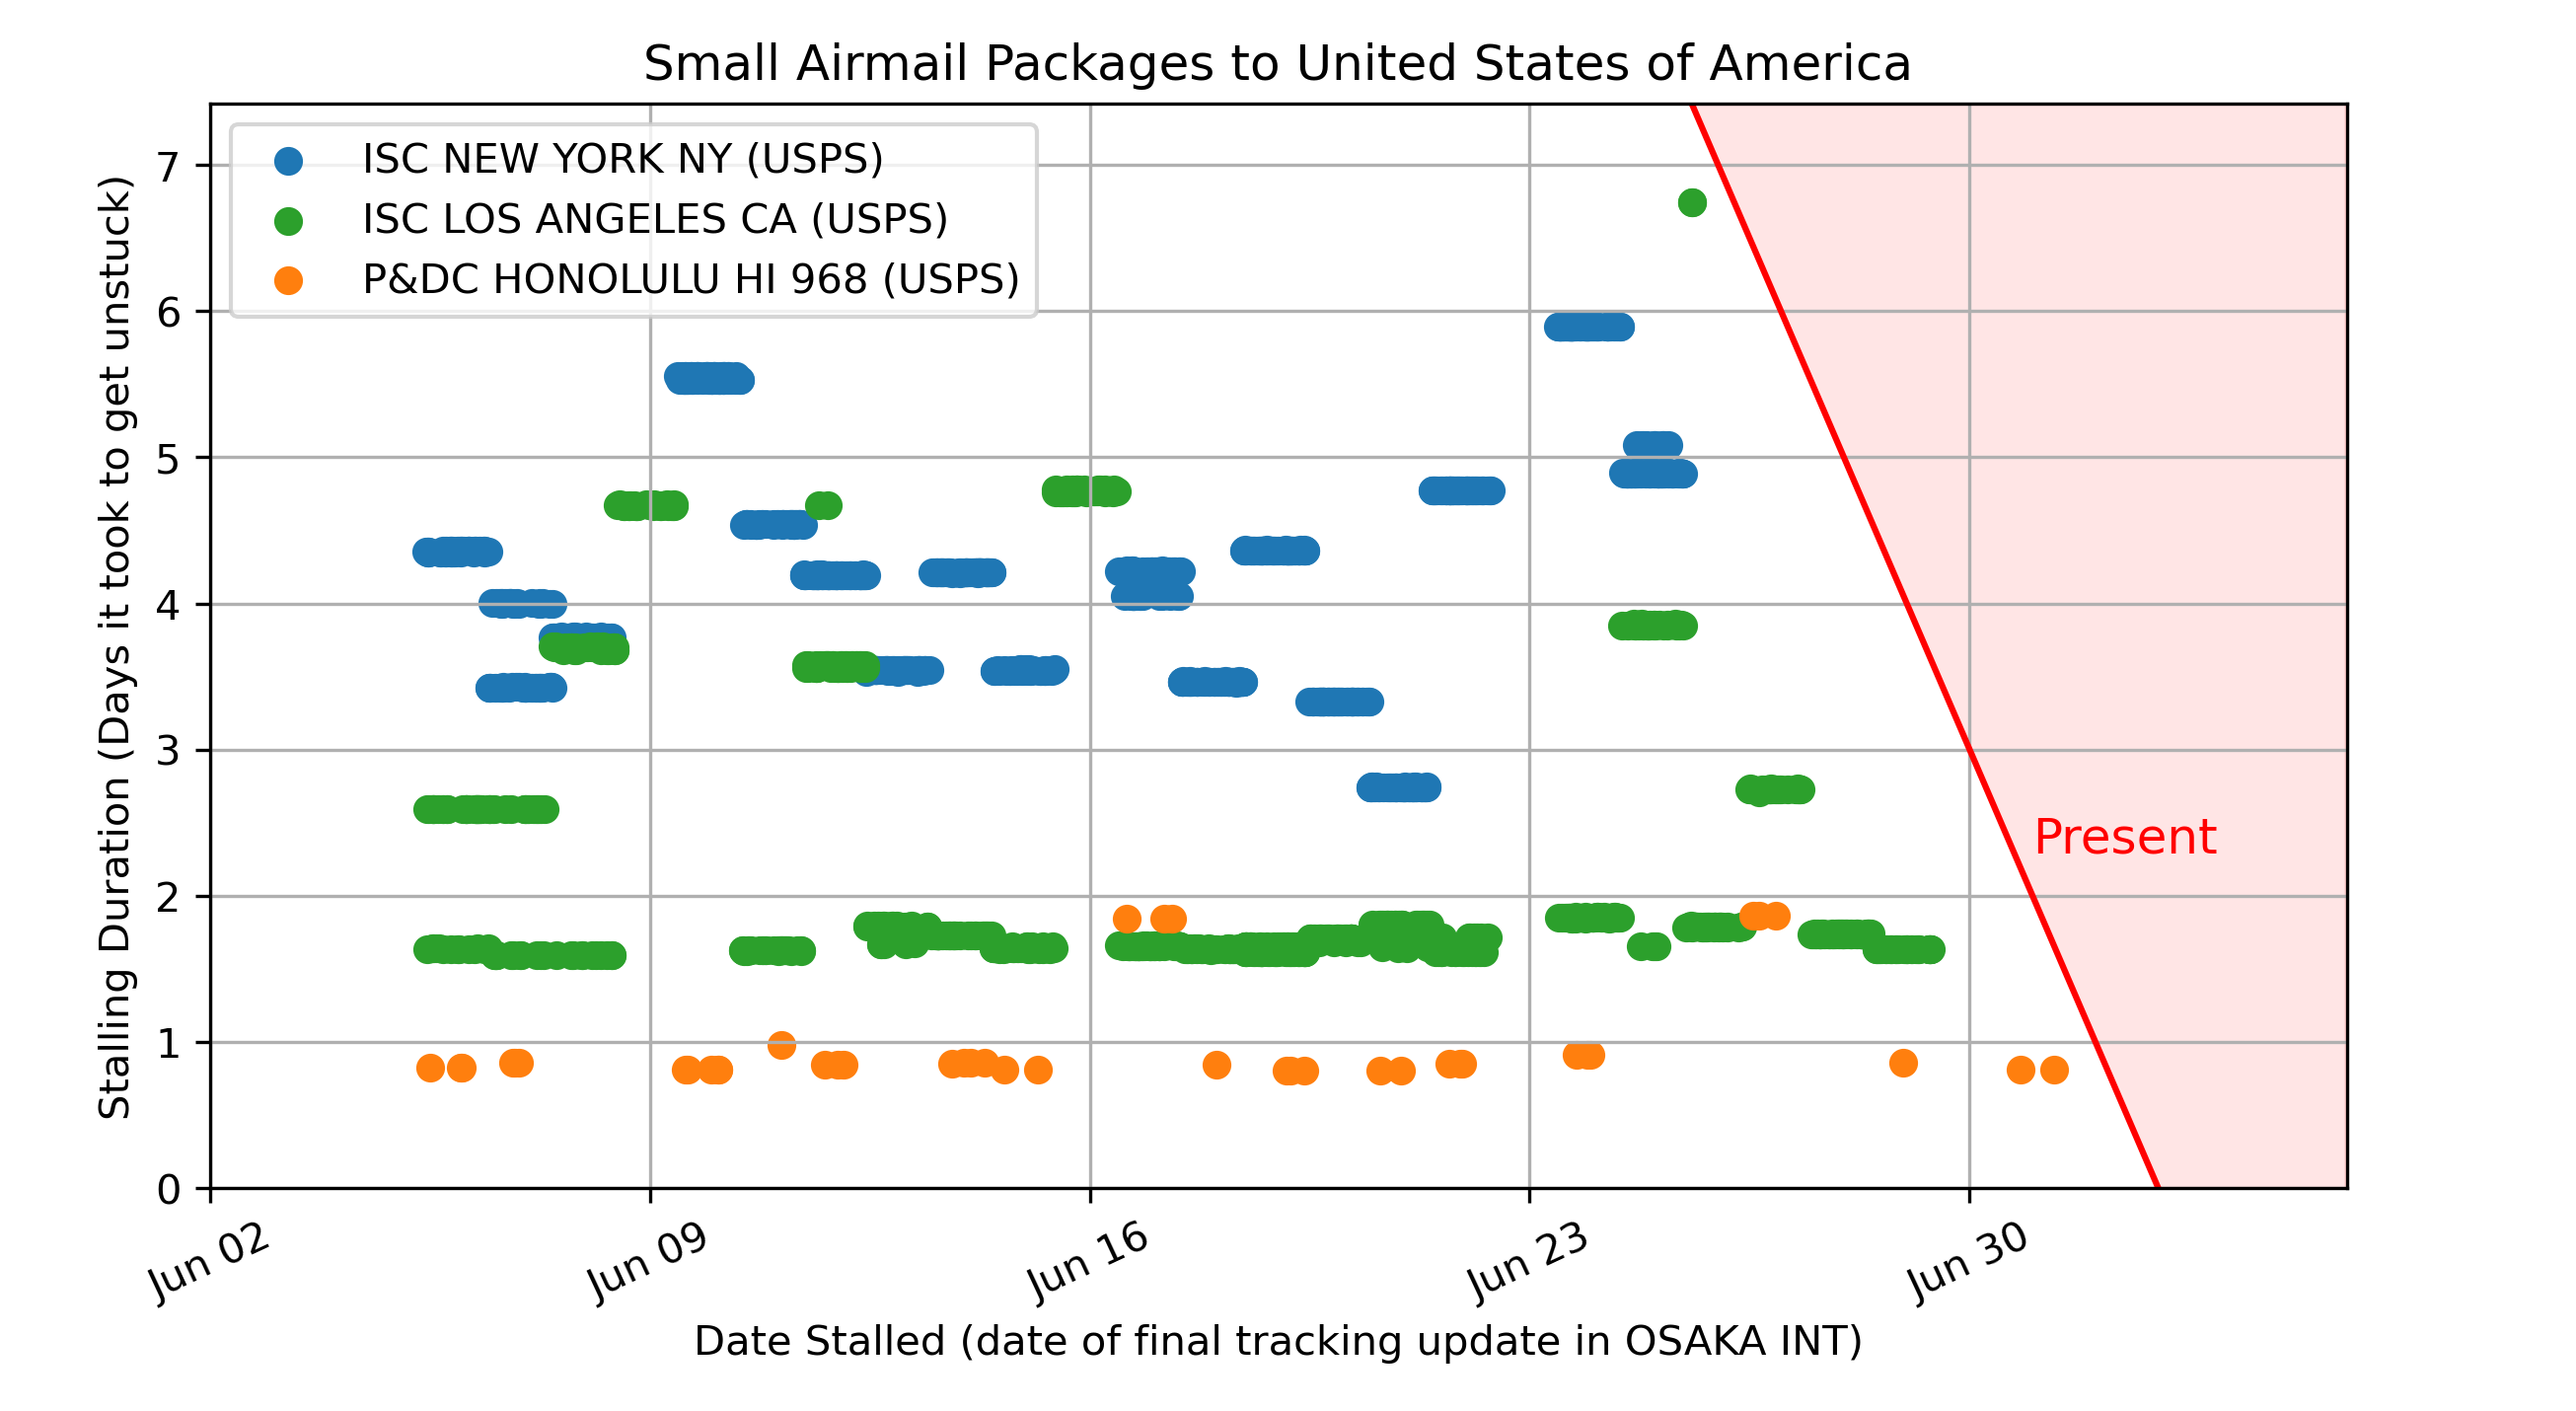 Small Airmail Packages to United States of America
ISC NEW YORK NY (USPS)
ISC LOS ANGELES CA (USPS)
P&DC HONOLULU HI 968 (USPS)
Stalling Duration (Days it took to get unstuck)
7
6
5
4
3
2
1
0
Present
Jun 02
Jun 09
Jun 16
Jun 23
Jun 30
Date Stalled (date of final tracking update in OSAKA INT)